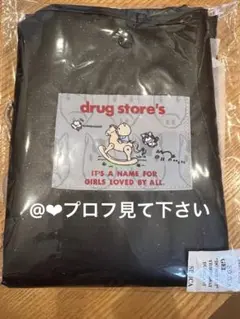 drug store's
IT'S A NAME FOR
GIRLS LOVED BY ALL.
@❤プロフ見て下さい